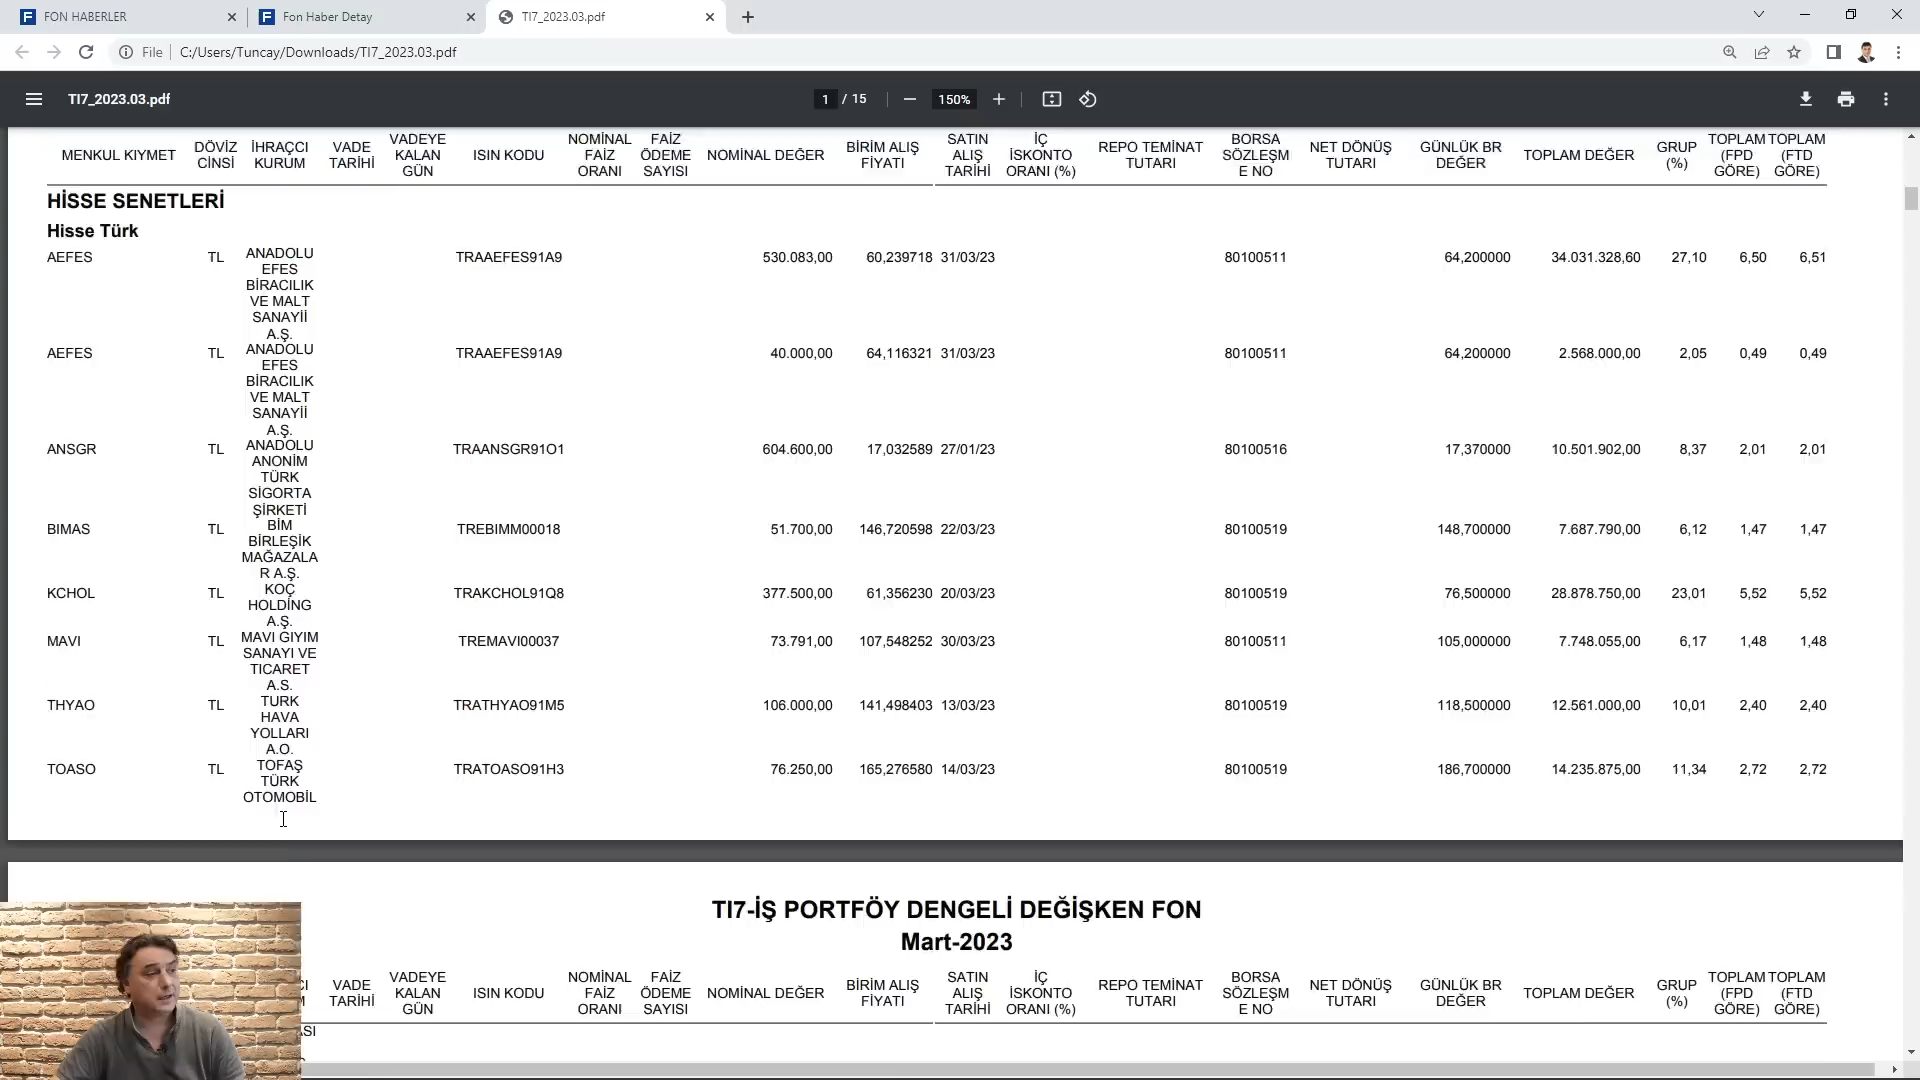 FON HABERLER
Fon Haber Detay
TI7_2023.03.pdf
File
C:/Users/Tuncay/Downloads/TI7_2023.03.pdf
TI7_2023.03.pdf
1 / 15
150%
MENKUL KIYMET DÖVİZ CİNSİ İHRAÇCI KURUM VADE TARİHİ VADEYE KALAN GÜN ISIN KODU NOMİNAL FAİZ ORANI FAİZ ÖDEME SAYISI NOMİNAL DEĞER BİRİM ALIŞ FİYATI SATIN ALIŞ TARİHİ İÇ İSKONTO ORANI (%) REPO TEMİNAT TUTARI BORSA SÖZLEŞM E NO NET DÖNÜŞ TUTARI GÜNLÜK BR DEĞER TOPLAM DEĞER GRUP (%) TOPLAM (FPD GÖRE) TOPLAM (FTD GÖRE)
HİSSE SENETLERİ
Hisse Türk
AEFES TL ANADOLU EFES BİRACILIK VE MALT SANAYİİ A.Ş. TRAAEFES91A9 530.083,00 60,239718 31/03/23 80100511 64,200000 34.031.328,60 27,10 6,50 6,51
AEFES TL ANADOLU EFES BİRACILIK VE MALT SANAYİİ A.Ş. TRAAEFES91A9 40.000,00 64,116321 31/03/23 80100511 64,200000 2.568.000,00 2,05 0,49 0,49
ANSGR TL ANADOLU ANONİM TÜRK SİGORTA ŞİRKETİ TRAANSGR91O1 604.600,00 17,032589 27/01/23 80100516 17,370000 10.501.902,00 8,37 2,01 2,01
BIMAS TL BİM BİRLEŞİK MAĞAZALA R A.Ş. TREBIMM00018 51.700,00 146,720598 22/03/23 80100519 148,700000 7.687.790,00 6,12 1,47 1,47
KCHOL TL KOÇ HOLDİNG A.Ş. TRAKCHOL91Q8 377.500,00 61,356230 20/03/23 80100519 76,500000 28.878.750,00 23,01 5,52 5,52
MAVI TL MAVI GIYIM SANAYI VE TICARET A.S. TREMAVI00037 73.791,00 107,548252 30/03/23 80100511 105,000000 7.748.055,00 6,17 1,48 1,48
THYAO TL TURK HAVA YOLLARI A.O. TRATHYAO91M5 106.000,00 141,498403 13/03/23 80100519 118,500000 12.561.000,00 10,01 2,40 2,40
TOASO TL TOFAŞ TÜRK OTOMOBİL TRATOASO91H3 76.250,00 165,276580 14/03/23 80100519 186,700000 14.235.875,00 11,34 2,72 2,72
TI7-İŞ PORTFÖY DENGELİ DEĞİŞKEN FON
Mart-2023
VADE TARİHİ VADEYE KALAN GÜN ISIN KODU NOMİNAL FAİZ ORANI FAİZ ÖDEME SAYISI NOMİNAL DEĞER BİRİM ALIŞ FİYATI SATIN ALIŞ TARİHİ İÇ İSKONTO ORANI (%) REPO TEMİNAT TUTARI BORSA SÖZLEŞM E NO NET DÖNÜŞ TUTARI GÜNLÜK BR DEĞER TOPLAM DEĞER GRUP (%) TOPLAM (FPD GÖRE) TOPLAM (FTD GÖRE)